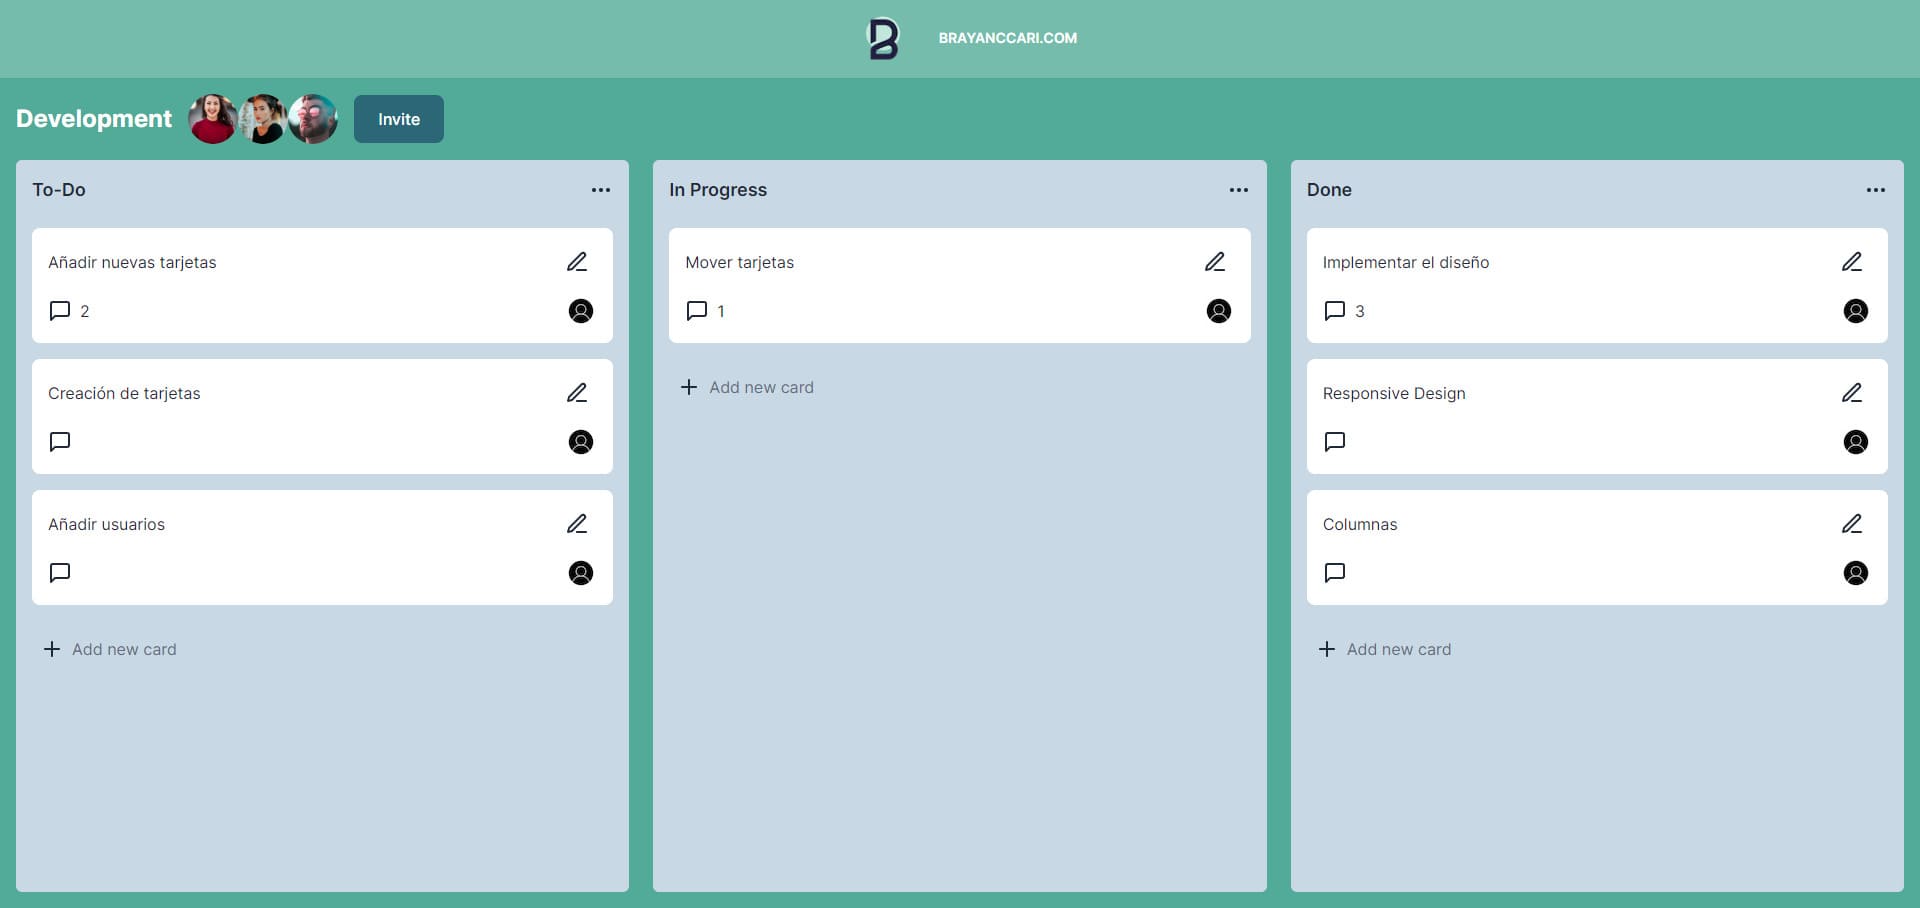 BRAYANCCARI.COM
Development
Invite
To-Do
Añadir nuevas tarjetas
2
Creación de tarjetas
Añadir usuarios
Add new card
In Progress
Mover tarjetas
1
Add new card
Done
Implementar el diseño
3
Responsive Design
Columnas
Add new card